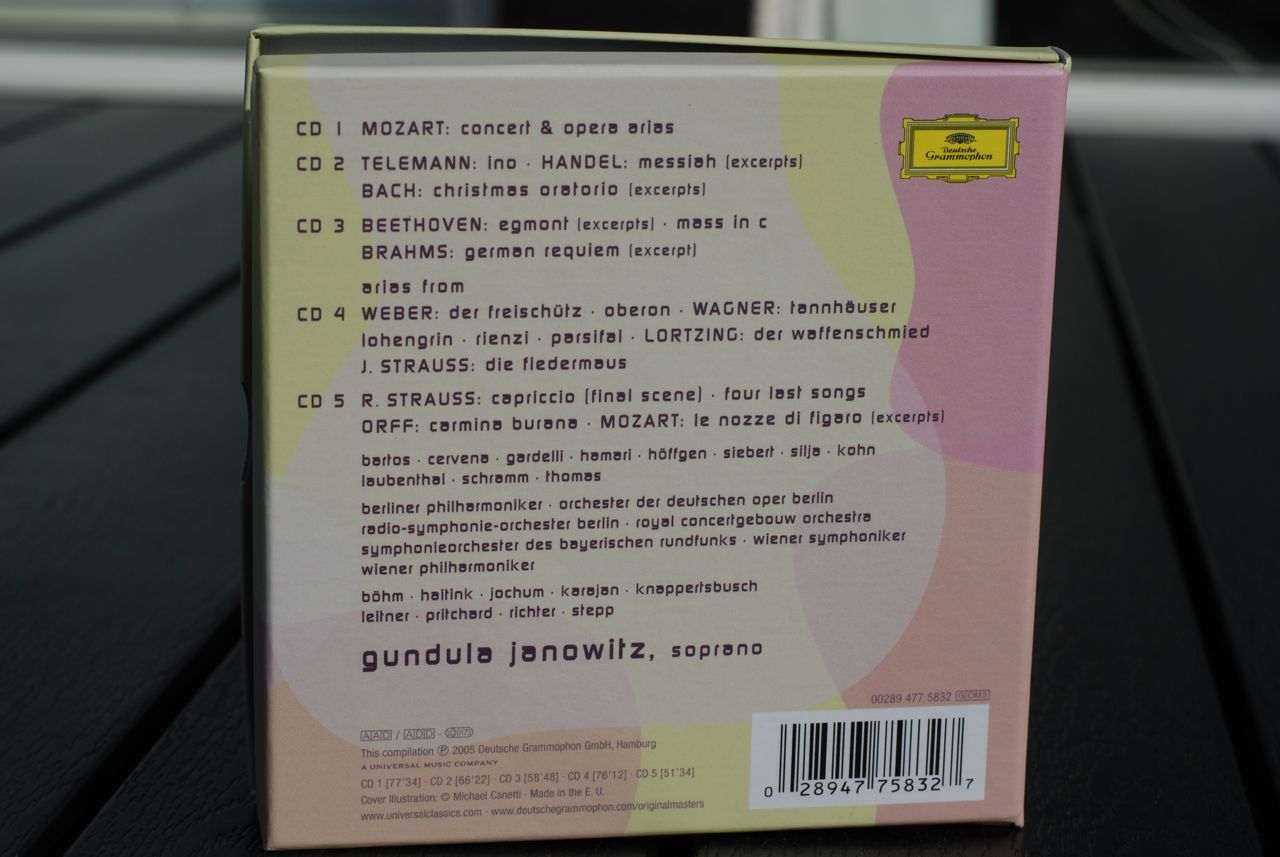 CD 1 MOZART: concert & opera arias
CD 2 TELEMANN: ino · HANDEL: messiah (excerpts)
BACH: christmas oratorio (excerpts)
CD 3 BEETHOVEN: egmont (excerpts) · mass in c
BRAHMS: german requiem (excerpt)
arias from
CD 4 WEBER: der freischütz · oberon · WAGNER: tannhäuser
lohengrin · rienzi · parsifal · LORTZING: der waffenschmied
J. STRAUSS: die fledermaus
CD 5 R. STRAUSS: capriccio (final scene) · four last songs
ORFF: carmina burana · MOZART: le nozze di figaro (excerpts)
bartos · cervena · gardelli · hamari · höffgen · siebert · silja · kohn
laubenthal · schramm · thomas
berliner philharmoniker · orchester der deutschen oper berlin
radio-symphonie-orchester berlin · royal concertgebouw orchestra
symphonieorchester des bayerischen rundfunks · wiener symphoniker
wiener philharmoniker
böhm · haitink · jochum · karajan · knappertsbusch
leitner · pritchard · richter · stepp
gundula janowitz, soprano
Deutsche
Grammophon
00289 477 5832 GOM5
AAD / ADD ·
This compilation ℗ 2005 Deutsche Grammophon GmbH, Hamburg
A UNIVERSAL MUSIC COMPANY
CD 1 [77'34] · CD 2 [66'22] · CD 3 [58'48] · CD 4 [76'12] · CD 5 [51'34]
Cover Illustration: © Michael Canetti · Made in the E. U.
www.universalclassics.com · www.deutschegrammophon.com/originalmasters
0 28947 75832 7